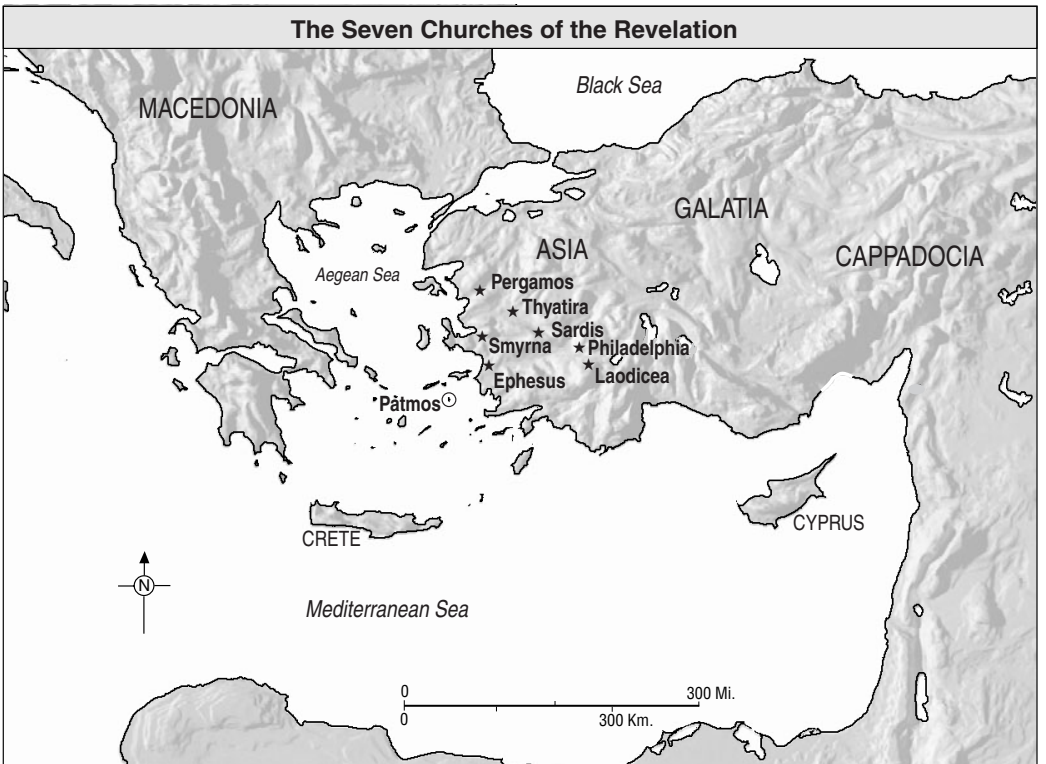 The Seven Churches of the Revelation
Black Sea
MACEDONIA
GALATIA
ASIA
CAPPADOCIA
Aegean Sea
Pergamos
Thyatira
Sardis
Smyrna
Philadelphia
Ephesus
Laodicea
Patmos
CRETE
CYPRUS
N
Mediterranean Sea
0 300 Mi.
0 300 Km.